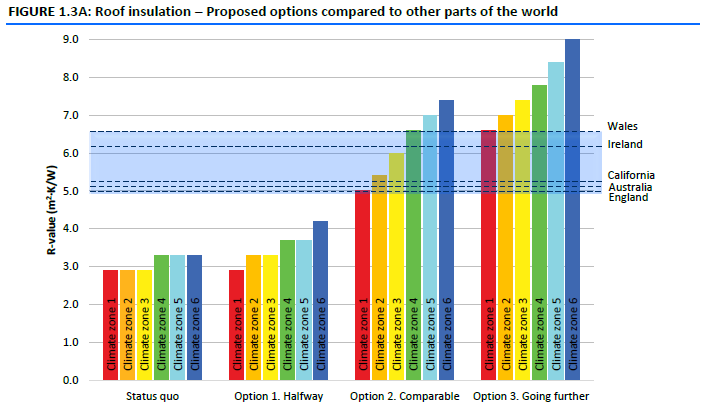 FIGURE 1.3A: Roof insulation – Proposed options compared to other parts of the world
R-value (m²·K/W)
9.0
8.0
7.0
6.0
5.0
4.0
3.0
2.0
1.0
0.0
Wales
Ireland
California
Australia
England
Climate zone 1
Climate zone 2
Climate zone 3
Climate zone 4
Climate zone 5
Climate zone 6
Climate zone 1
Climate zone 2
Climate zone 3
Climate zone 4
Climate zone 5
Climate zone 6
Climate zone 1
Climate zone 2
Climate zone 3
Climate zone 4
Climate zone 5
Climate zone 6
Climate zone 1
Climate zone 2
Climate zone 3
Climate zone 4
Climate zone 5
Climate zone 6
Status quo
Option 1. Halfway
Option 2. Comparable
Option 3. Going further